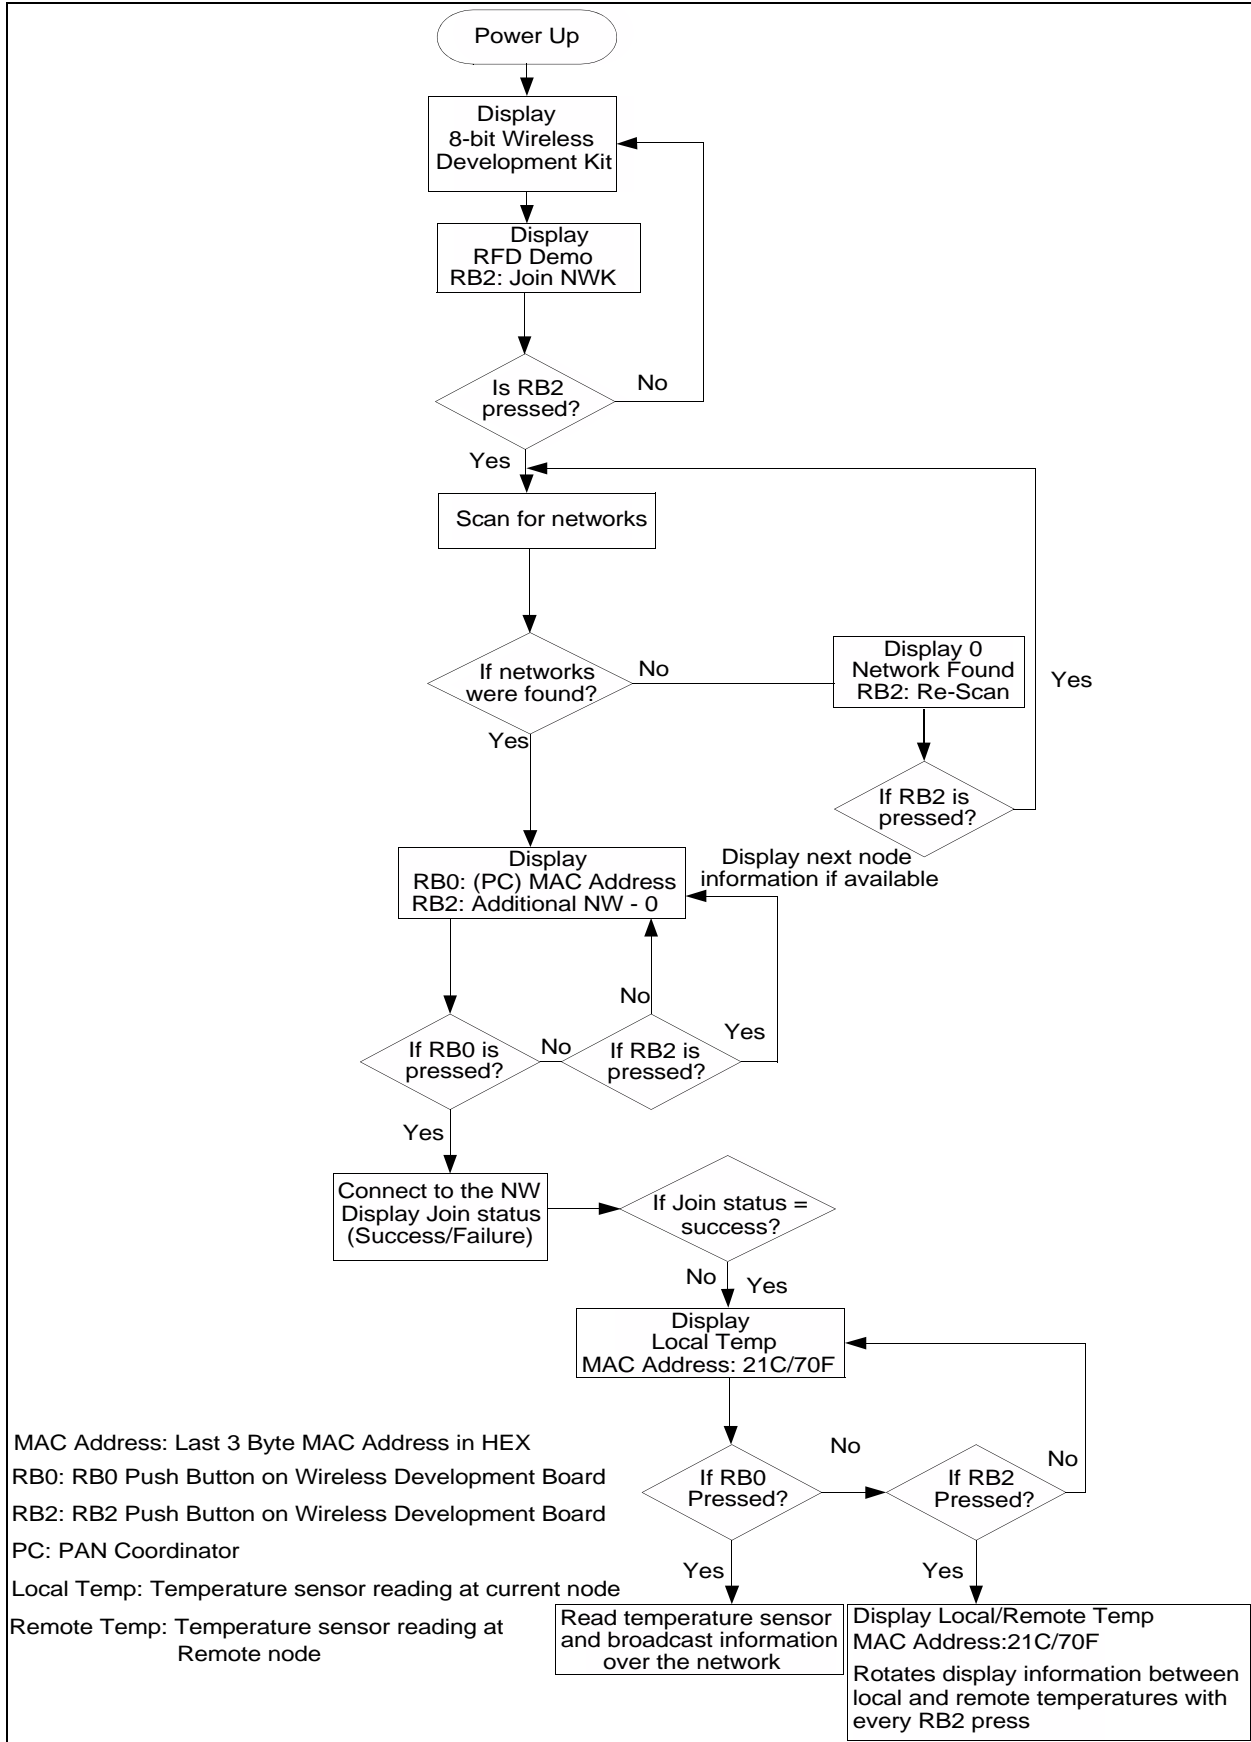 Power Up
Display
8-bit Wireless
Development Kit
Display
RFD Demo
RB2: Join NWK
Is RB2
pressed?
No
Yes
Scan for networks
If networks
were found?
No
Display 0
Network Found
RB2: Re-Scan
Yes
Yes
If RB2 is
pressed?
Display
RB0: (PC) MAC Address
RB2: Additional NW - 0
Display next node
information if available
No
Yes
If RB0 is
pressed?
No
If RB2 is
pressed?
Yes
Connect to the NW
Display Join status
(Success/Failure)
If Join status =
success?
No
Yes
Display
Local Temp
MAC Address: 21C/70F
If RB0
Pressed?
No
If RB2
Pressed?
No
Yes
Yes
Read temperature sensor
and broadcast information
over the network
Display Local/Remote Temp
MAC Address:21C/70F
Rotates display information between
local and remote temperatures with
every RB2 press
MAC Address: Last 3 Byte MAC Address in HEX
RB0: RB0 Push Button on Wireless Development Board
RB2: RB2 Push Button on Wireless Development Board
PC: PAN Coordinator
Local Temp: Temperature sensor reading at current node
Remote Temp: Temperature sensor reading at
Remote node